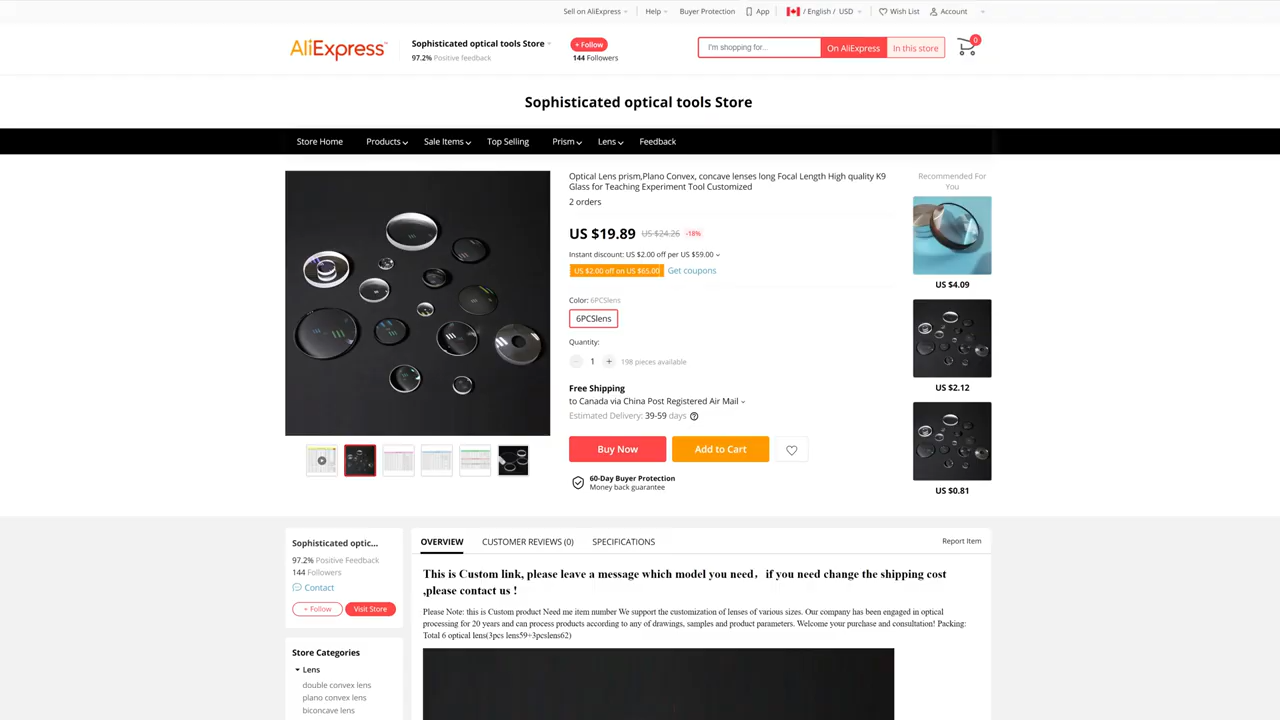 Sell on AliExpress
Help
Buyer Protection
App
/ English / USD
Wish List
Account
AliExpress
Sophisticated optical tools Store
97.2% Positive feedback
+ Follow
144 Followers
I'm shopping for...
On AliExpress
In this store
0
Sophisticated optical tools Store
Store Home
Products
Sale Items
Top Selling
Prism
Lens
Feedback
Optical Lens prism,Plano Convex, concave lenses long Focal Length High quality K9
Glass for Teaching Experiment Tool Customized
2 orders
US $19.89 US $24.26 -18%
Instant discount: US $2.00 off per US $59.00
US $2.00 off on US $65.00 Get coupons
Color: 6PCSlens
6PCSlens
Quantity:
1
198 pieces available
Free Shipping
to Canada via China Post Registered Air Mail
Estimated Delivery: 39-59 days
Buy Now
Add to Cart
60-Day Buyer Protection
Money back guarantee
Recommended For
You
US $4.09
US $2.12
US $0.81
Sophisticated optic...
97.2% Positive Feedback
144 Followers
Contact
+ Follow
Visit Store
Store Categories
Lens
double convex lens
plano convex lens
biconcave lens
OVERVIEW
CUSTOMER REVIEWS (0)
SPECIFICATIONS
Report Item
This is Custom link, please leave a message which model you need，if you need change the shipping cost
,please contact us !
Please Note: this is Custom product Need me item number We support the customization of lenses of various sizes. Our company has been engaged in optical
processing for 20 years and can process products according to any of drawings, samples and product parameters. Welcome your purchase and consultation! Packing:
Total 6 optical lens(3pcs lens59+3pcslens62)